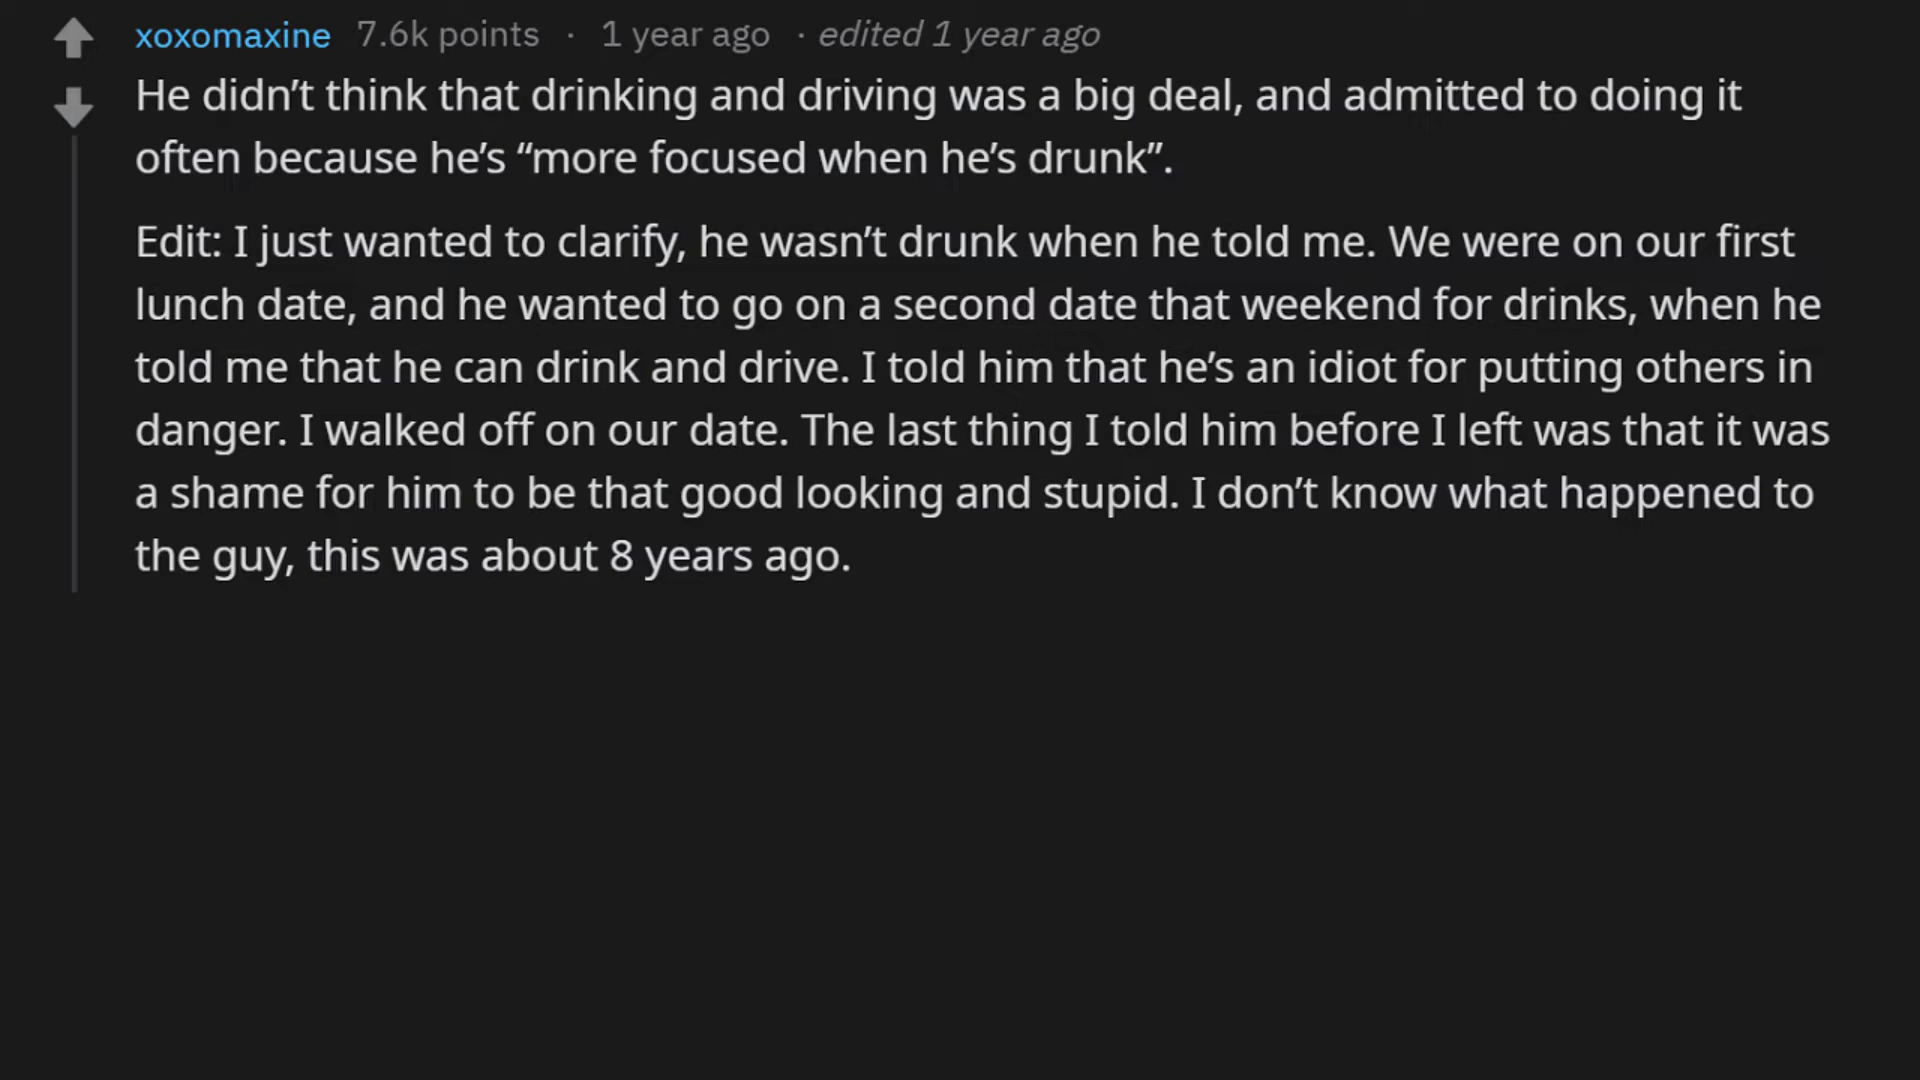 xoxomaxine 7.6k points · 1 year ago · edited 1 year ago
He didn’t think that drinking and driving was a big deal, and admitted to doing it
often because he’s “more focused when he’s drunk”.
Edit: I just wanted to clarify, he wasn’t drunk when he told me. We were on our first
lunch date, and he wanted to go on a second date that weekend for drinks, when he
told me that he can drink and drive. I told him that he’s an idiot for putting others in
danger. I walked off on our date. The last thing I told him before I left was that it was
a shame for him to be that good looking and stupid. I don’t know what happened to
the guy, this was about 8 years ago.